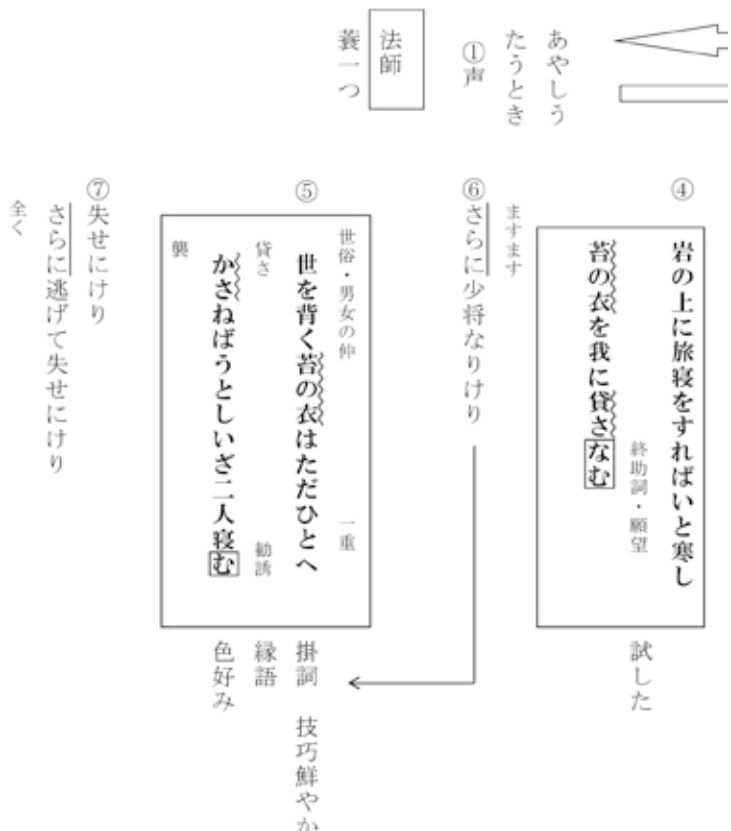 あやしう
たうとき
①声
法師
蓑一つ
④
岩の上に旅寝をすればいと寒し
終助詞・願望
苔の衣を我に貸さなむ
試した
ますます
⑥さらに少将なりけり
⑤
一重
世俗・男女の仲
世を背く苔の衣はただひとへ
貸さ
勧誘
かさねばうとしいざ二人寝む
襲
掛詞 技巧鮮やか
縁語
色好み
⑦失せにけり
さらに逃げて失せにけり
全く